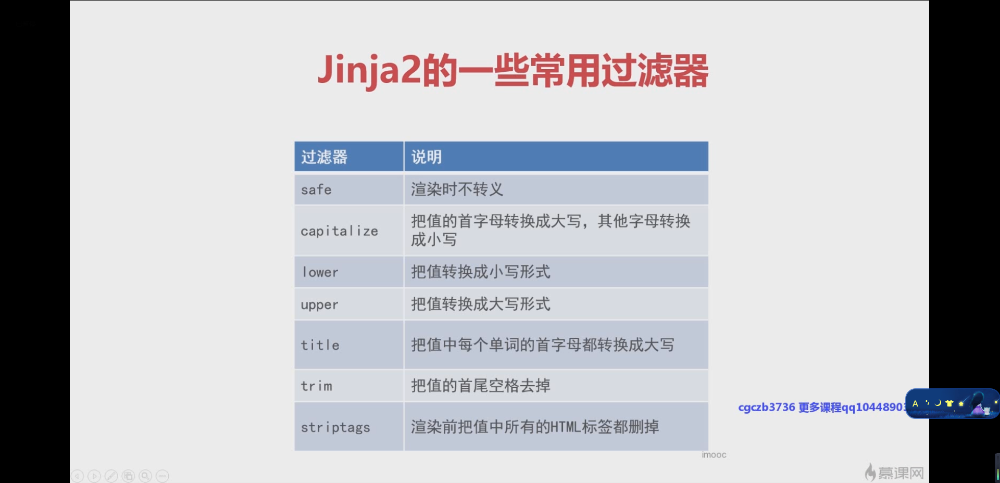 Jinja2的一些常用过滤器
过滤器 说明
safe 渲染时不转义
capitalize 把值的首字母转换成大写，其他字母转换
成小写
lower 把值转换成小写形式
upper 把值转换成大写形式
title 把值中每个单词的首字母都转换成大写
trim 把值的首尾空格去掉
striptags 渲染前把值中所有的HTML标签都删掉
cgczb3736 更多课程qq10448903
A
imooc
慕课网